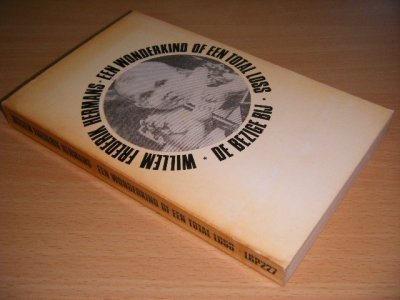 WILLEM FREDERIK HERMANS · EEN WONDERKIND OF EEN TOTAL LOSS · DE BEZIGE BIJ ·
WILLEM FREDERIK HERMANS · EEN WONDERKIND OF EEN TOTAL LOSS · LRP227